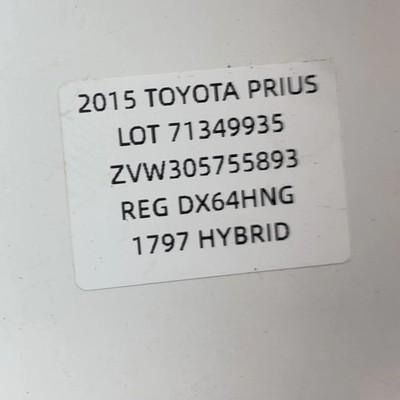 2015 TOYOTA PRIUS
LOT 71349935
ZVW305755893
REG DX64HNG
1797 HYBRID